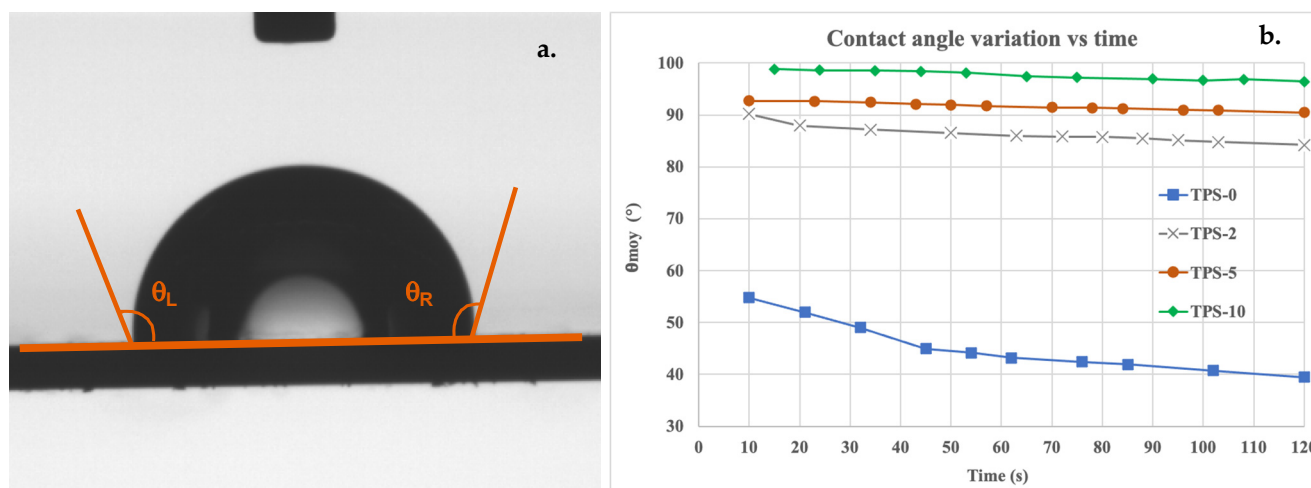 a.
θL
θR
b.
Contact angle variation vs time
100
90
80
70
60
50
40
30
θmoy (°)
TPS-0
TPS-2
TPS-5
TPS-10
0 10 20 30 40 50 60 70 80 90 100 110 120
Time (s)